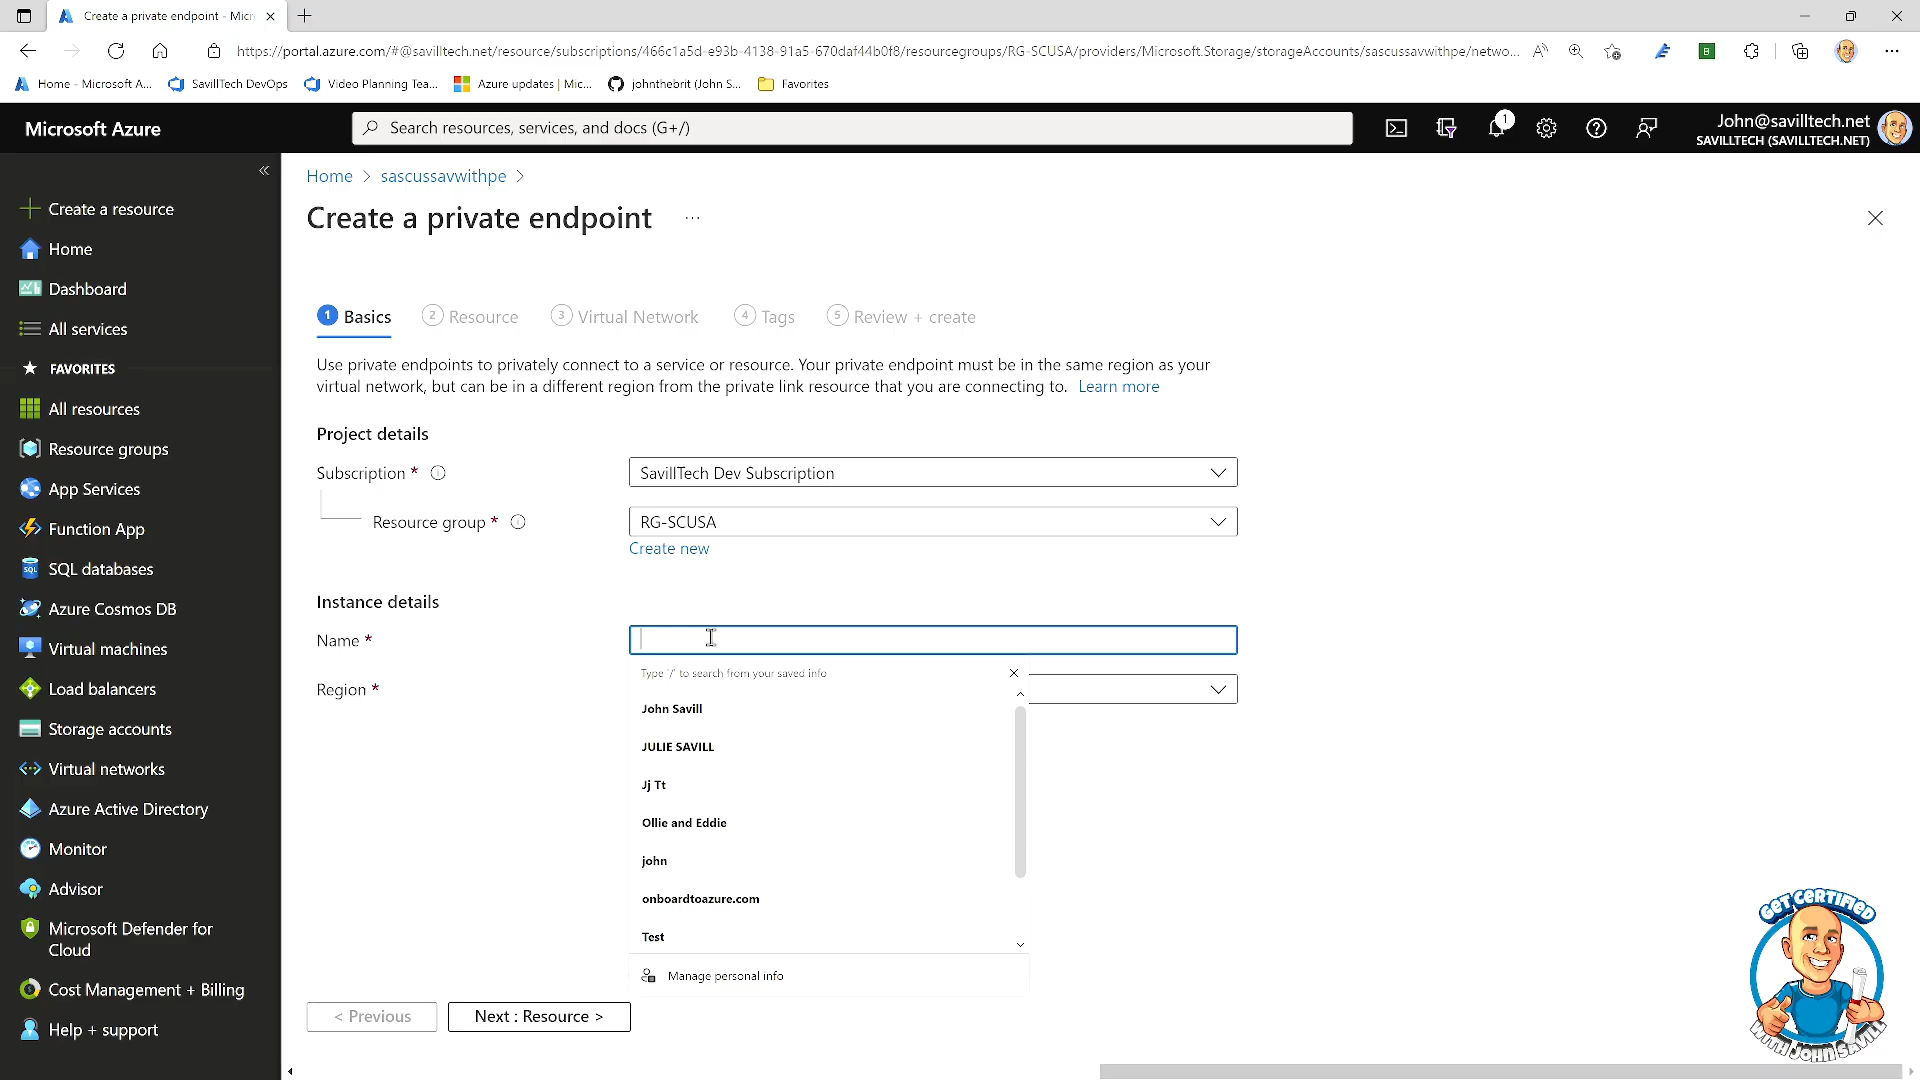 Create a private endpoint - Micr
https://portal.azure.com/#@savilltech.net/resource/subscriptions/466c1a5d-e93b-4138-91a5-670daf44b0f8/resourcegroups/RG-SCUSA/providers/Microsoft.Storage/storageAccounts/sascussavwithpe/netwo...
Home - Microsoft A...
SavillTech DevOps
Video Planning Tea...
Azure updates | Mic...
johnthebrit (John S...
Favorites
Microsoft Azure
Search resources, services, and docs (G+/)
1
John@savilltech.net
SAVILLTECH (SAVILLTECH.NET)
Create a resource
Home
Dashboard
All services
FAVORITES
All resources
Resource groups
App Services
Function App
SQL databases
Azure Cosmos DB
Virtual machines
Load balancers
Storage accounts
Virtual networks
Azure Active Directory
Monitor
Advisor
Microsoft Defender for
Cloud
Cost Management + Billing
Help + support
Home > sascussavwithpe >
Create a private endpoint ...
1 Basics
2 Resource
3 Virtual Network
4 Tags
5 Review + create
Use private endpoints to privately connect to a service or resource. Your private endpoint must be in the same region as your
virtual network, but can be in a different region from the private link resource that you are connecting to. Learn more
Project details
Subscription *
SavillTech Dev Subscription
Resource group *
RG-SCUSA
Create new
Instance details
Name *
Region *
Type '/' to search from your saved info
John Savill
JULIE SAVILL
Jj Tt
Ollie and Eddie
john
onboardtoazure.com
Test
Manage personal info
< Previous
Next : Resource >
GET CERTIFIED
WITH JOHN SAVILL